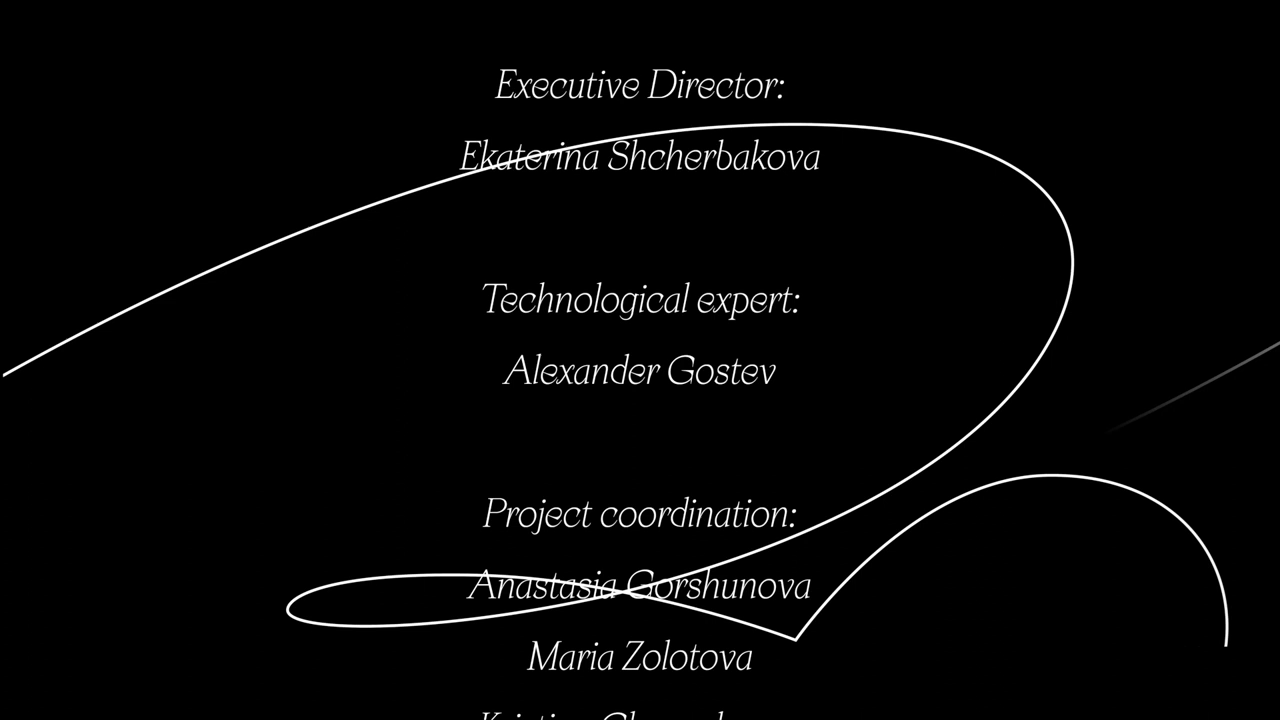 Executive Director:
Ekaterina Shcherbakova
Technological expert:
Alexander Gostev
Project coordination:
Anastasia Gorshunova
Maria Zolotova